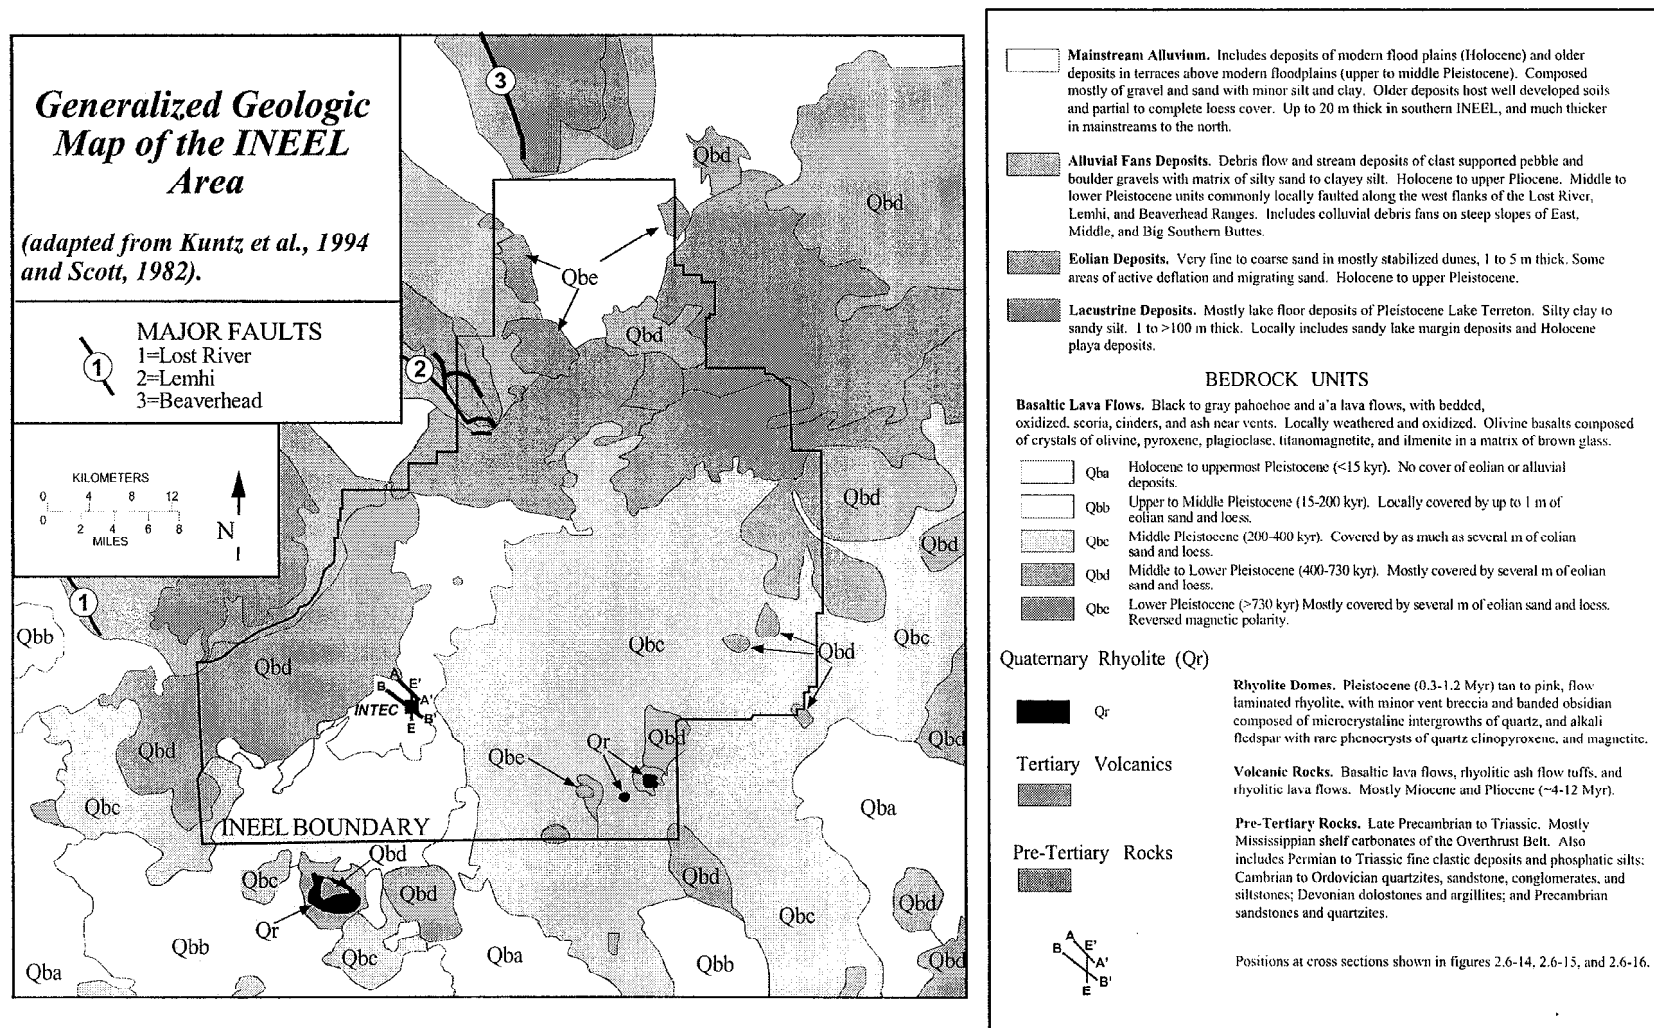 Generalized Geologic
Map of the INEEL
Area
(adapted from Kuntz et al., 1994
and Scott, 1982).
MAJOR FAULTS
1=Lost River
2=Lemhi
3=Beaverhead
1
KILOMETERS
0 4 8 12
0 2 4 6 8
MILES
N
3
2
1
Qbd
Qbd
Qbe
Qbd
Qbd
Qbd
Qbb
Qbc
Qbc
Qbd
Qbd
A
E'
B
A'
INTEC
B'
E
Qbd
Qbd
Qbd
Qr
Qbe
Qbc
Qba
INEEL BOUNDARY
Qbd
Qbc
Qbd
Qbd
Qbd
Qr
Qbc
Qbb
Qbc
Qba
Qbb
Qbd
Qba
Mainstream Alluvium. Includes deposits of modern flood plains (Holocene) and older
deposits in terraces above modern floodplains (upper to middle Pleistocene). Composed
mostly of gravel and sand with minor silt and clay. Older deposits host well developed soils
and partial to complete loess cover. Up to 20 m thick in southern INEEL, and much thicker
in mainstreams to the north.
Alluvial Fans Deposits. Debris flow and stream deposits of clast supported pebble and
boulder gravels with matrix of silty sand to clayey silt. Holocene to upper Pliocene. Middle to
lower Pleistocene units commonly locally faulted along the west flanks of the Lost River,
Lemhi, and Beaverhead Ranges. Includes colluvial debris fans on steep slopes of East,
Middle, and Big Southern Buttes.
Eolian Deposits. Very fine to coarse sand in mostly stabilized dunes, 1 to 5 m thick. Some
areas of active deflation and migrating sand. Holocene to upper Pleistocene.
Lacustrine Deposits. Mostly lake floor deposits of Pleistocene Lake Terreton. Silty clay to
sandy silt. 1 to >100 m thick. Locally includes sandy lake margin deposits and Holocene
playa deposits.
BEDROCK UNITS
Basaltic Lava Flows. Black to gray pahoehoe and a'a lava flows, with bedded,
oxidized, scoria, cinders, and ash near vents. Locally weathered and oxidized. Olivine basalts composed
of crystals of olivine, pyroxene, plagioclase, titanomagnetite, and ilmenite in a matrix of brown glass.
Qba Holocene to uppermost Pleistocene (<15 kyr). No cover of eolian or alluvial
deposits.
Qbb Upper to Middle Pleistocene (15-200 kyr). Locally covered by up to 1 m of
eolian sand and loess.
Qbc Middle Pleistocene (200-400 kyr). Covered by as much as several m of eolian
sand and loess.
Qbd Middle to Lower Pleistocene (400-730 kyr). Mostly covered by several m of eolian
sand and loess.
Qbe Lower Pleistocene (>730 kyr) Mostly covered by several m of eolian sand and loess.
Reversed magnetic polarity.
Quaternary Rhyolite (Qr)
Qr
Rhyolite Domes. Pleistocene (0.3-1.2 Myr) tan to pink, flow
laminated rhyolite, with minor vent breccia and banded obsidian
composed of microcrystaline intergrowths of quartz, and alkali
fledspar with rare phenocrysts of quartz clinopyroxene, and magnetite.
Tertiary Volcanics
Volcanic Rocks. Basaltic lava flows, rhyolitic ash flow tuffs, and
rhyolitic lava flows. Mostly Miocene and Pliocene (~4-12 Myr).
Pre-Tertiary Rocks
Pre-Tertiary Rocks. Late Precambrian to Triassic. Mostly
Mississippian shelf carbonates of the Overthrust Belt. Also
includes Permian to Triassic fine clastic deposits and phosphatic silts;
Cambrian to Ordovician quartzites, sandstone, conglomerates, and
siltstones; Devonian dolostones and argillites; and Precambrian
sandstones and quartzites.
A
E'
B
A'
B'
E
Positions at cross sections shown in figures 2.6-14, 2.6-15, and 2.6-16.